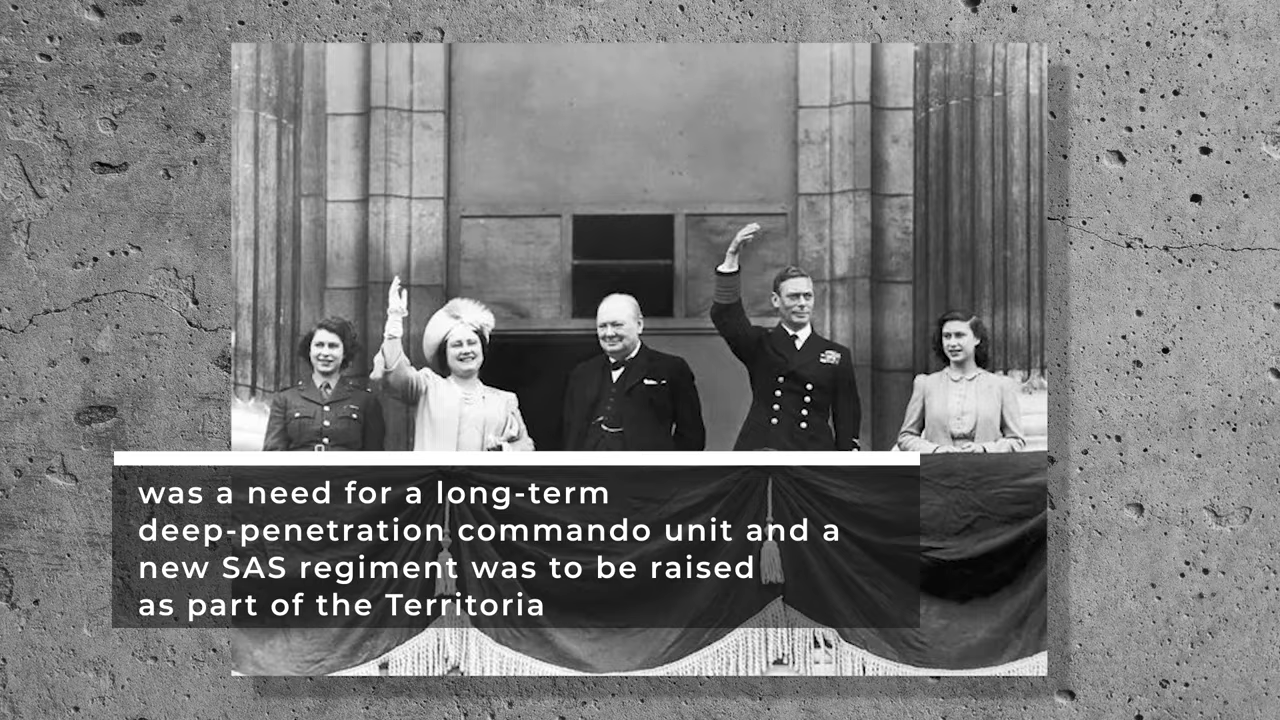 was a need for a long-term
deep-penetration commando unit and a
new SAS regiment was to be raised
as part of the Territoria